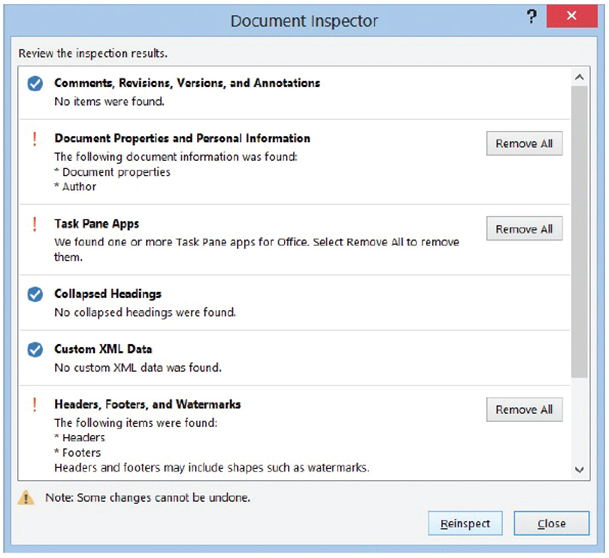 Document Inspector
?
Review the inspection results.
Comments, Revisions, Versions, and Annotations
No items were found.
! Document Properties and Personal Information
Remove All
The following document information was found:
* Document properties
* Author
! Task Pane Apps
Remove All
We found one or more Task Pane apps for Office. Select Remove All to remove
them.
Collapsed Headings
No collapsed headings were found.
Custom XML Data
No custom XML data was found.
! Headers, Footers, and Watermarks
Remove All
The following items were found:
* Headers
* Footers
Headers and footers may include shapes such as watermarks.
Note: Some changes cannot be undone.
Reinspect
Close